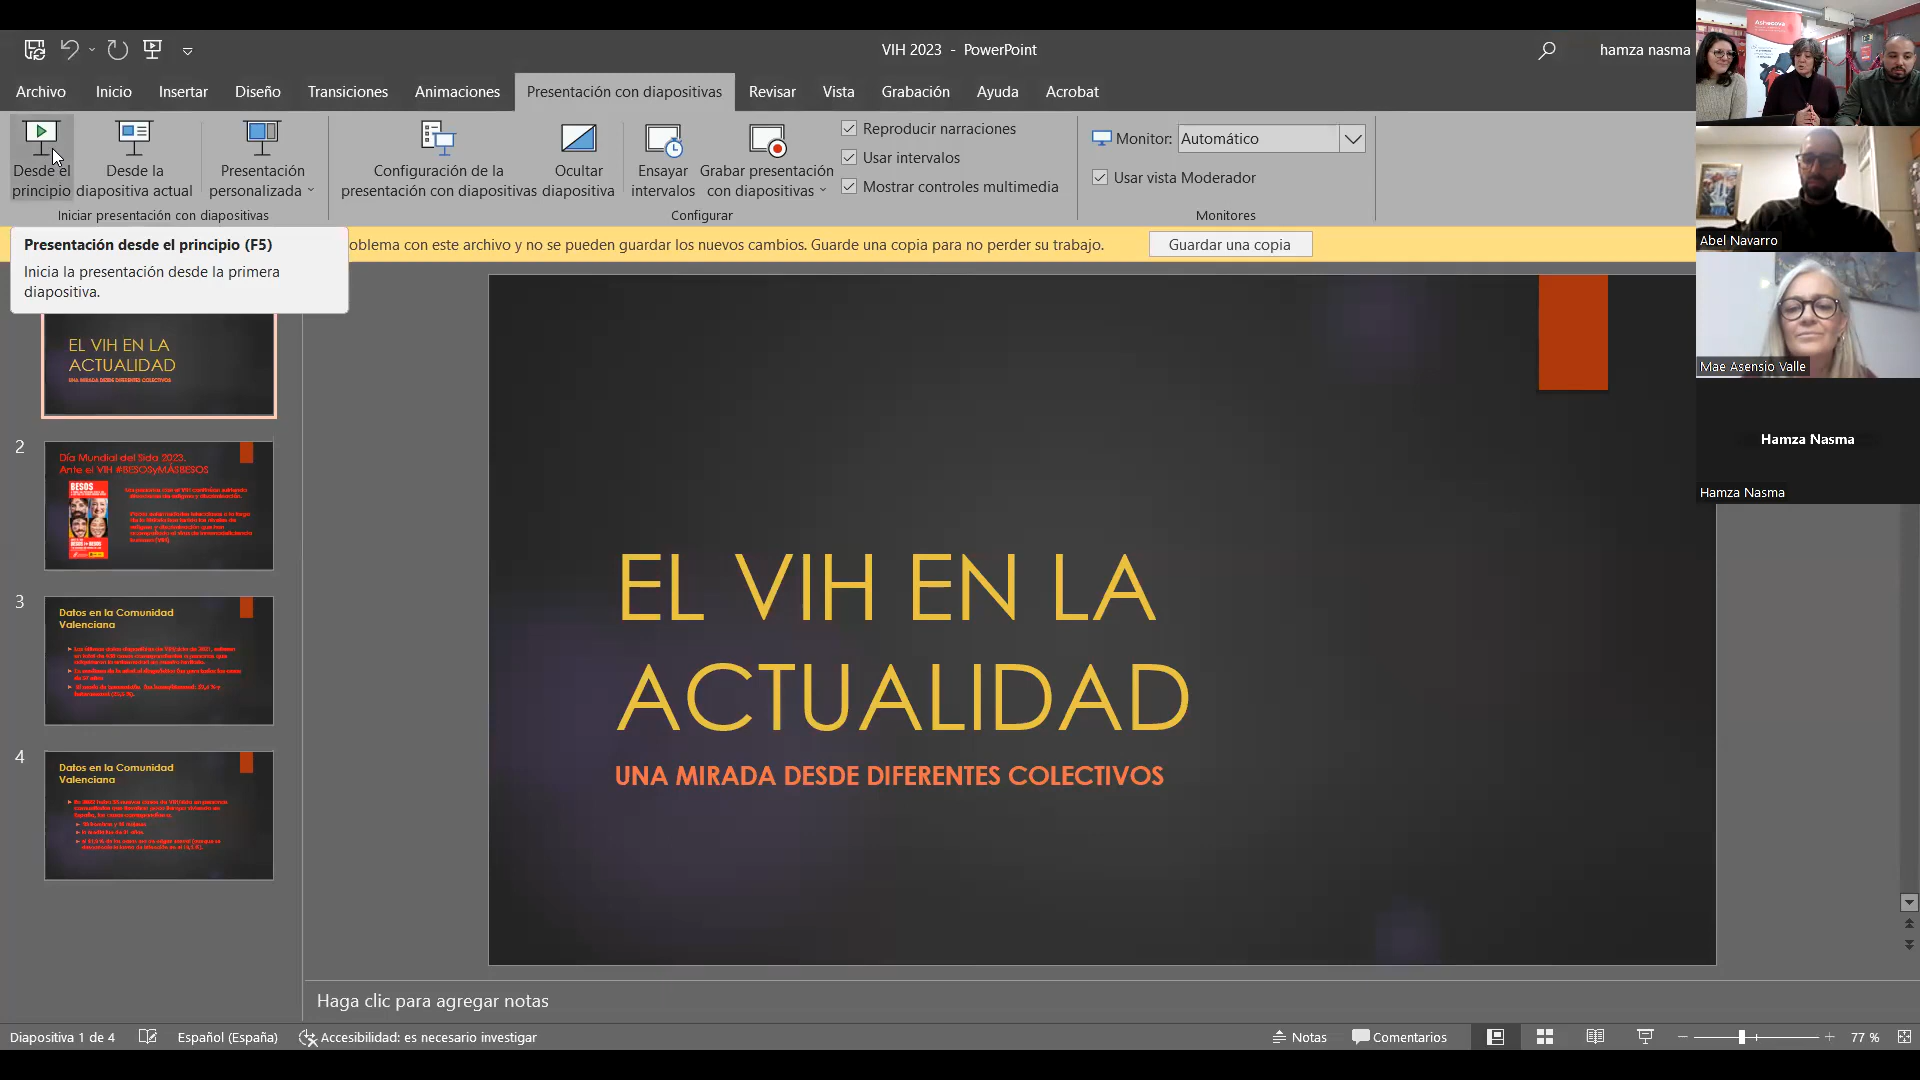 VIH 2023 - PowerPoint
hamza nasma
Archivo
Inicio
Insertar
Diseño
Transiciones
Animaciones
Presentación con diapositivas
Revisar
Vista
Grabación
Ayuda
Acrobat
Desde el
principio
Desde la
diapositiva actual
Presentación
personalizada
Iniciar presentación con diapositivas
Configuración de la
presentación con diapositivas
Ocultar
diapositiva
Ensayar
intervalos
Grabar presentación
con diapositivas
Reproducir narraciones
Usar intervalos
Mostrar controles multimedia
Configurar
Monitor: Automático
Usar vista Moderador
Monitores
Presentación desde el principio (F5)
Inicia la presentación desde la primera
diapositiva.
oblema con este archivo y no se pueden guardar los nuevos cambios. Guarde una copia para no perder su trabajo.
Guardar una copia
EL VIH EN LA
ACTUALIDAD
UNA MIRADA DESDE DIFERENTES COLECTIVOS
2
Día Mundial del Sida 2023.
Ante el VIH #BESOSyMÁSBESOS
BESOS
3
Datos en la Comunidad
Valenciana
4
Datos en la Comunidad
Valenciana
EL VIH EN LA
ACTUALIDAD
UNA MIRADA DESDE DIFERENTES COLECTIVOS
Abel Navarro
Mae Asensio Valle
Hamza Nasma
Hamza Nasma
Haga clic para agregar notas
Diapositiva 1 de 4
Español (España)
Accesibilidad: es necesario investigar
Notas
Comentarios
77 %